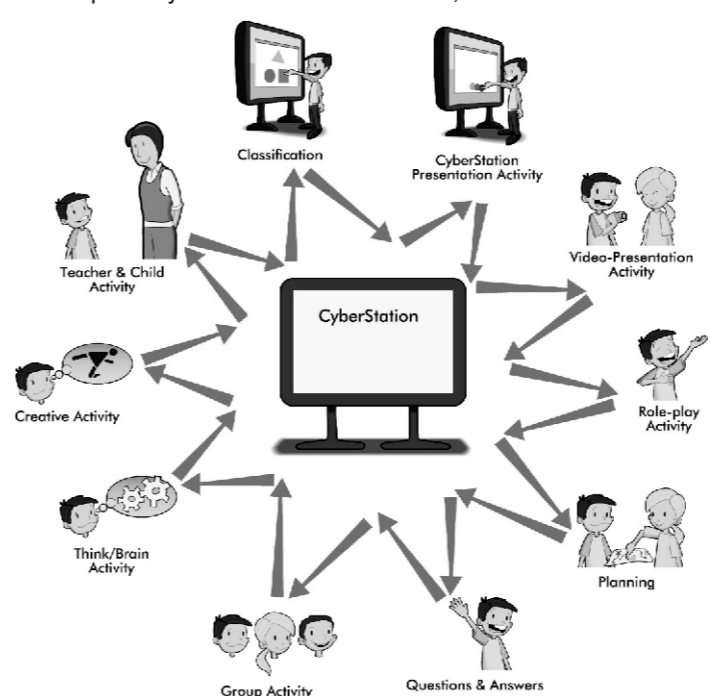 Classification
CyberStation
Presentation Activity
Video-Presentation
Activity
Teacher & Child
Activity
CyberStation
Creative Activity
Role-play
Activity
Think/Brain
Activity
Planning
Group Activity
Questions & Answers